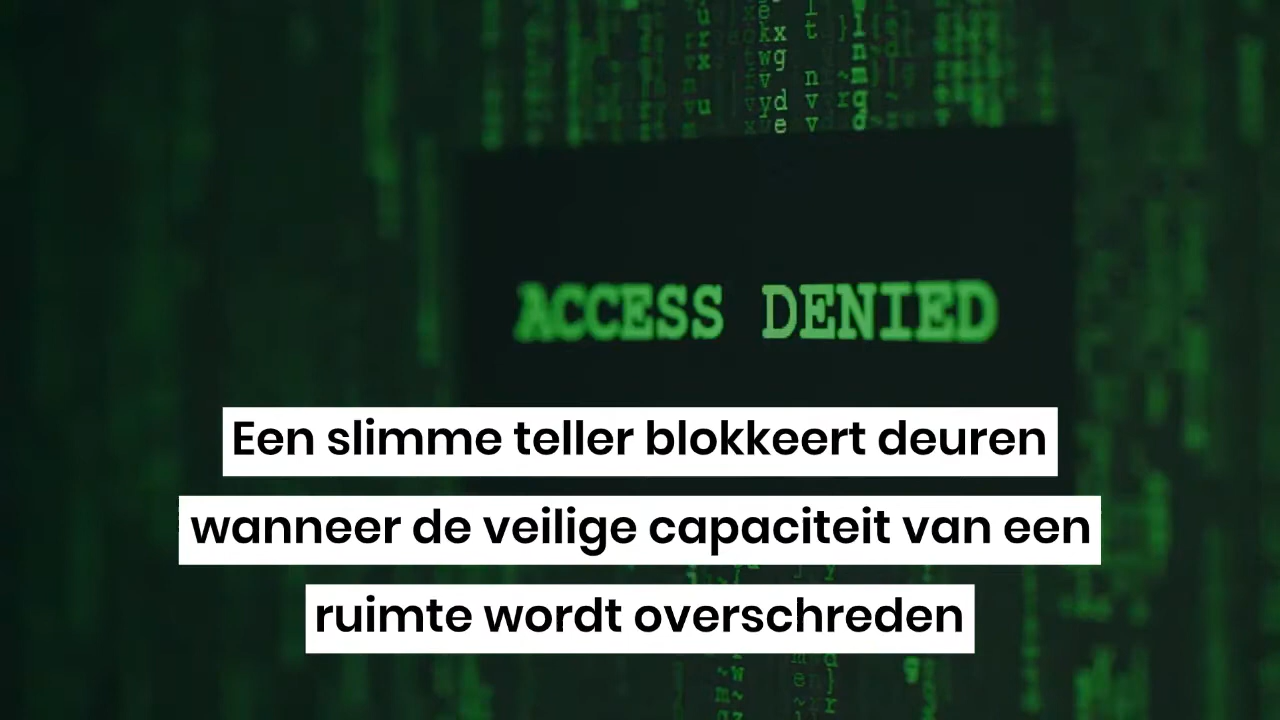 ACCESS DENIED
Een slimme teller blokkeert deuren
wanneer de veilige capaciteit van een
ruimte wordt overschreden